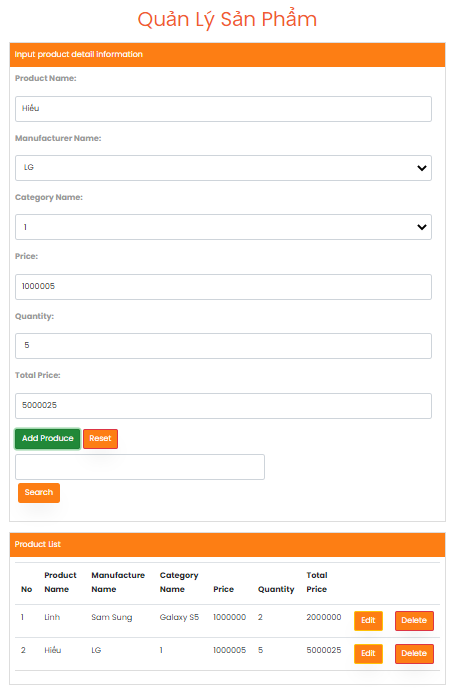 Quản Lý Sản Phẩm
Input product detail information
Product Name:
Hiếu
Manufacturer Name:
LG
Category Name:
1
Price:
1000005
Quantity:
5
Total Price:
5000025
Add Produce Reset
Search
Product List
No Product Name Manufacture Name Category Name Price Quantity Total Price
1 Linh Sam Sung Galaxy S5 1000000 2 2000000 Edit Delete
2 Hiếu LG 1 1000005 5 5000025 Edit Delete